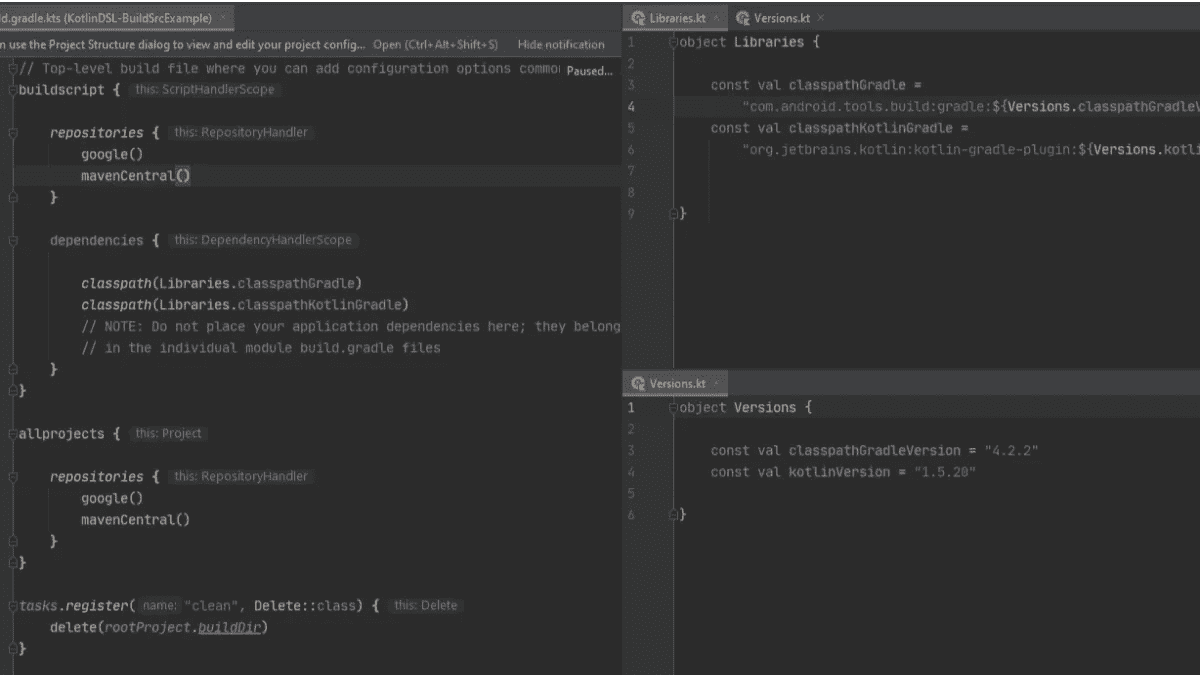 d.gradle.kts (KotlinDSL-BuildSrcExample)
n use the Project Structure dialog to view and edit your project config... Open (Ctrl+Alt+Shift+S) Hide notification
// Top-level build file where you can add configuration options commo
Paused...
buildscript { this: ScriptHandlerScope
repositories { this: RepositoryHandler
google()
mavenCentral()
}
dependencies { this: DependencyHandlerScope
classpath(Libraries.classpathGradle)
classpath(Libraries.classpathKotlinGradle)
// NOTE: Do not place your application dependencies here; they belong
// in the individual module build.gradle files
}
}
allprojects { this: Project
repositories { this: RepositoryHandler
google()
mavenCentral()
}
}
tasks.register( name: "clean", Delete::class) { this: Delete
delete(rootProject.buildDir)
}
Libraries.kt Versions.kt
1 object Libraries {
2
3 const val classpathGradle =
4 "com.android.tools.build:gradle:${Versions.classpathGradleV
5 const val classpathKotlinGradle =
6 "org.jetbrains.kotlin:kotlin-gradle-plugin:${Versions.kotli
7
8
9 }
Versions.kt
1 object Versions {
2
3 const val classpathGradleVersion = "4.2.2"
4 const val kotlinVersion = "1.5.20"
5
6 }